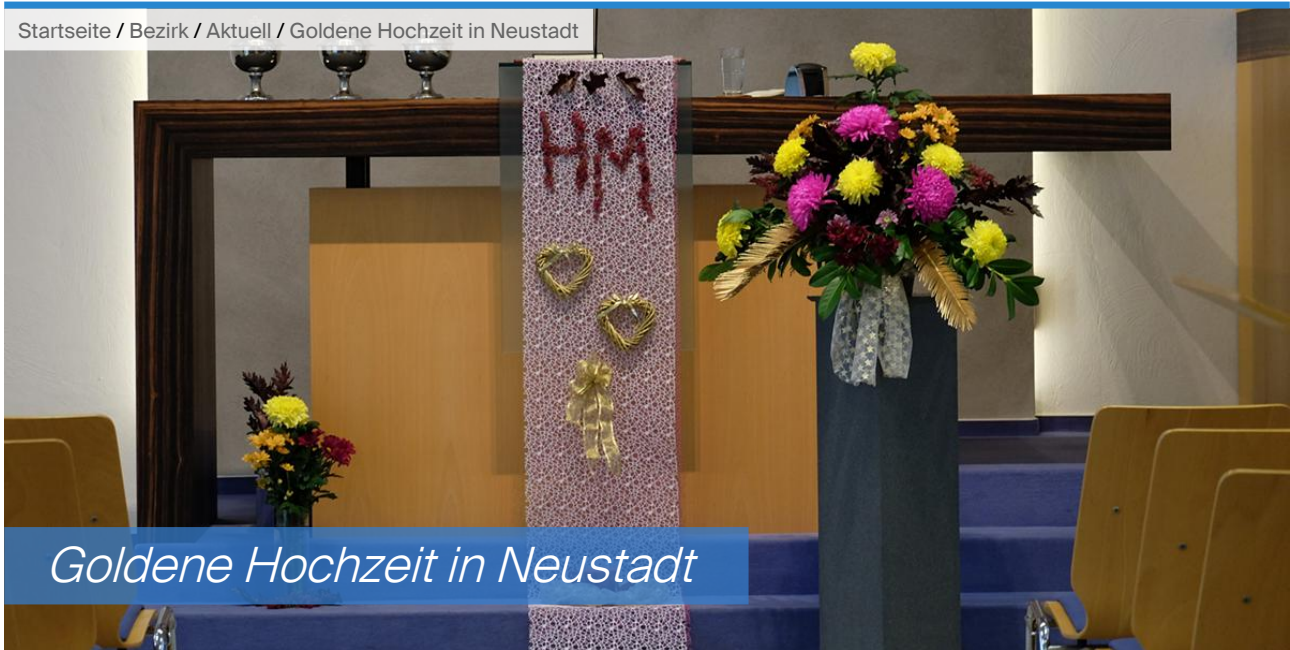 Startseite / Bezirk / Aktuell / Goldene Hochzeit in Neustadt
HM
Goldene Hochzeit in Neustadt